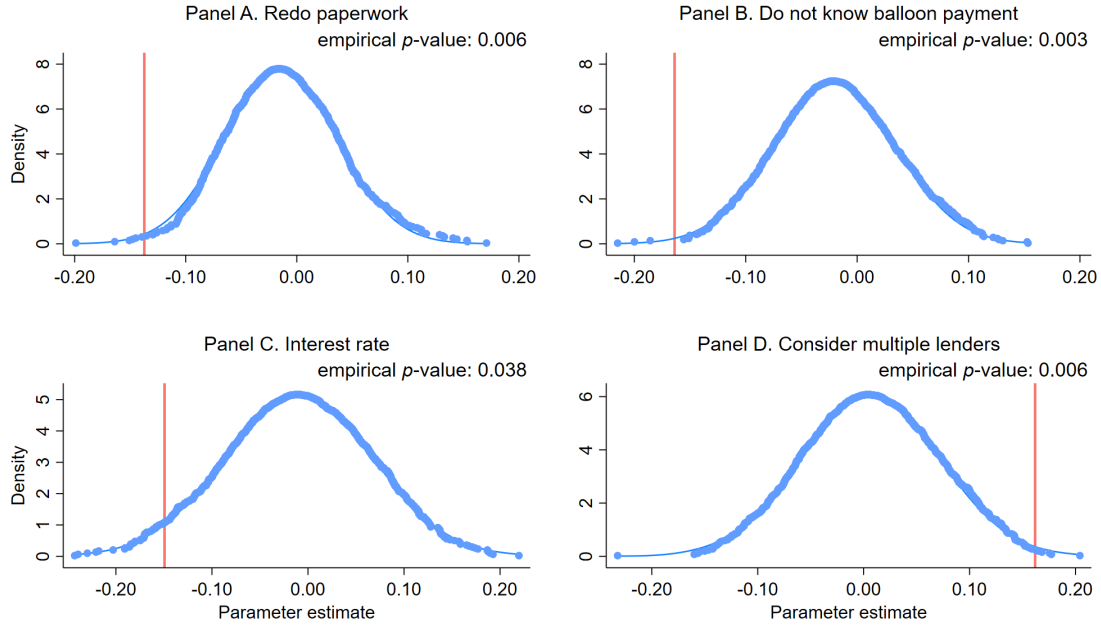 Panel A. Redo paperwork
empirical p-value: 0.006
Density
8
6
4
2
0
-0.20 -0.10 0.00 0.10 0.20
Panel B. Do not know balloon payment
empirical p-value: 0.003
8
6
4
2
0
-0.20 -0.10 0.00 0.10 0.20
Panel C. Interest rate
empirical p-value: 0.038
Density
5
4
3
2
1
0
-0.20 -0.10 0.00 0.10 0.20
Parameter estimate
Panel D. Consider multiple lenders
empirical p-value: 0.006
6
4
2
0
-0.20 -0.10 0.00 0.10 0.20
Parameter estimate